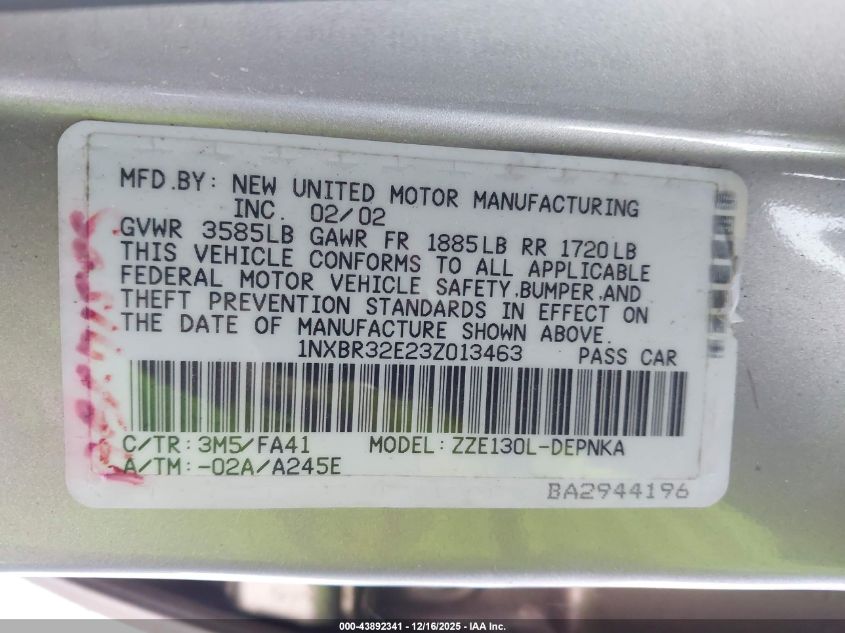 MFD.BY: NEW UNITED MOTOR MANUFACTURING
INC. 02/02
GVWR 3585LB GAWR FR 1885LB RR 1720LB
THIS VEHICLE CONFORMS TO ALL APPLICABLE
FEDERAL MOTOR VEHICLE SAFETY,BUMPER,AND
THEFT PREVENTION STANDARDS IN EFFECT ON
THE DATE OF MANUFACTURE SHOWN ABOVE.
1NXBR32E23Z013463 PASS CAR
C/TR: 3M5/FA41 MODEL: ZZE130L-DEPNKA
A/TM: -02A/A245E
BA2944196
000-43892341 - 12/16/2025 - IAA Inc.